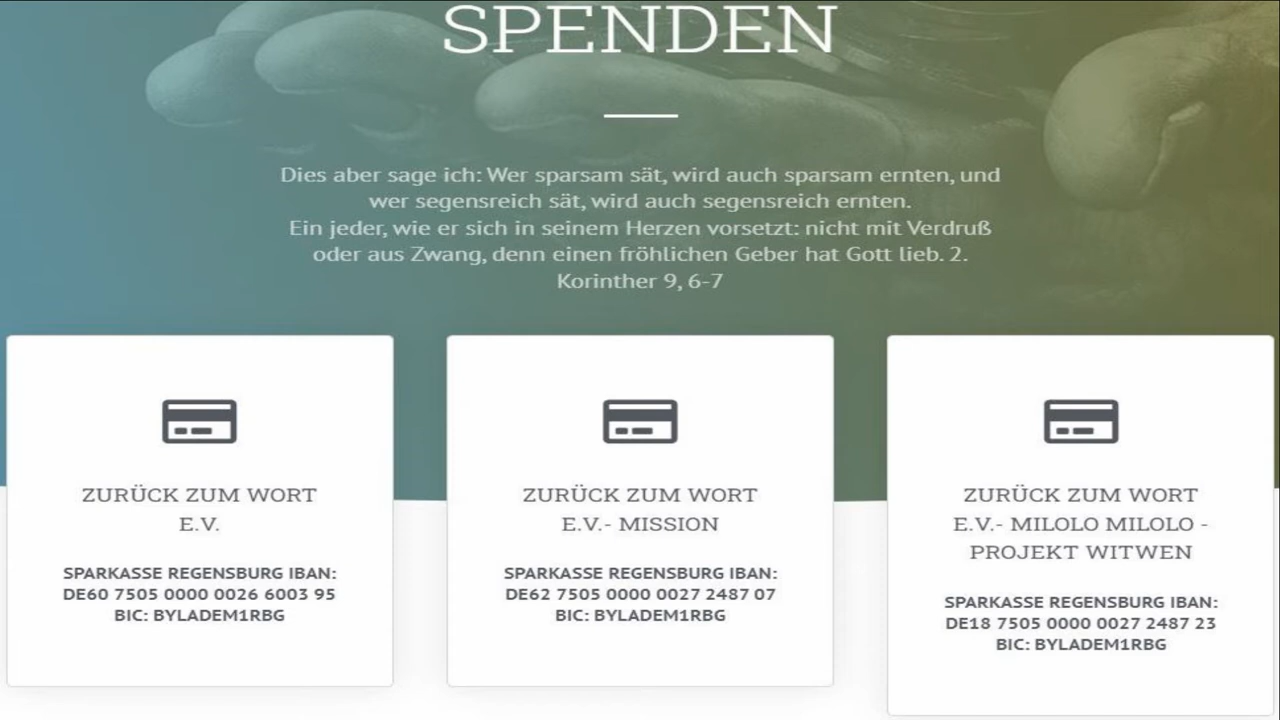 SPENDEN
Dies aber sage ich: Wer sparsam sät, wird auch sparsam ernten, und
wer segensreich sät, wird auch segensreich ernten.
Ein jeder, wie er sich in seinem Herzen vorsetzt: nicht mit Verdruß
oder aus Zwang, denn einen fröhlichen Geber hat Gott lieb. 2.
Korinther 9, 6-7
ZURÜCK ZUM WORT
E.V.
SPARKASSE REGENSBURG IBAN:
DE60 7505 0000 0026 6003 95
BIC: BYLADEM1RBG
ZURÜCK ZUM WORT
E.V.- MISSION
SPARKASSE REGENSBURG IBAN:
DE62 7505 0000 0027 2487 07
BIC: BYLADEM1RBG
ZURÜCK ZUM WORT
E.V.- MILOLO MILOLO -
PROJEKT WITWEN
SPARKASSE REGENSBURG IBAN:
DE18 7505 0000 0027 2487 23
BIC: BYLADEM1RBG